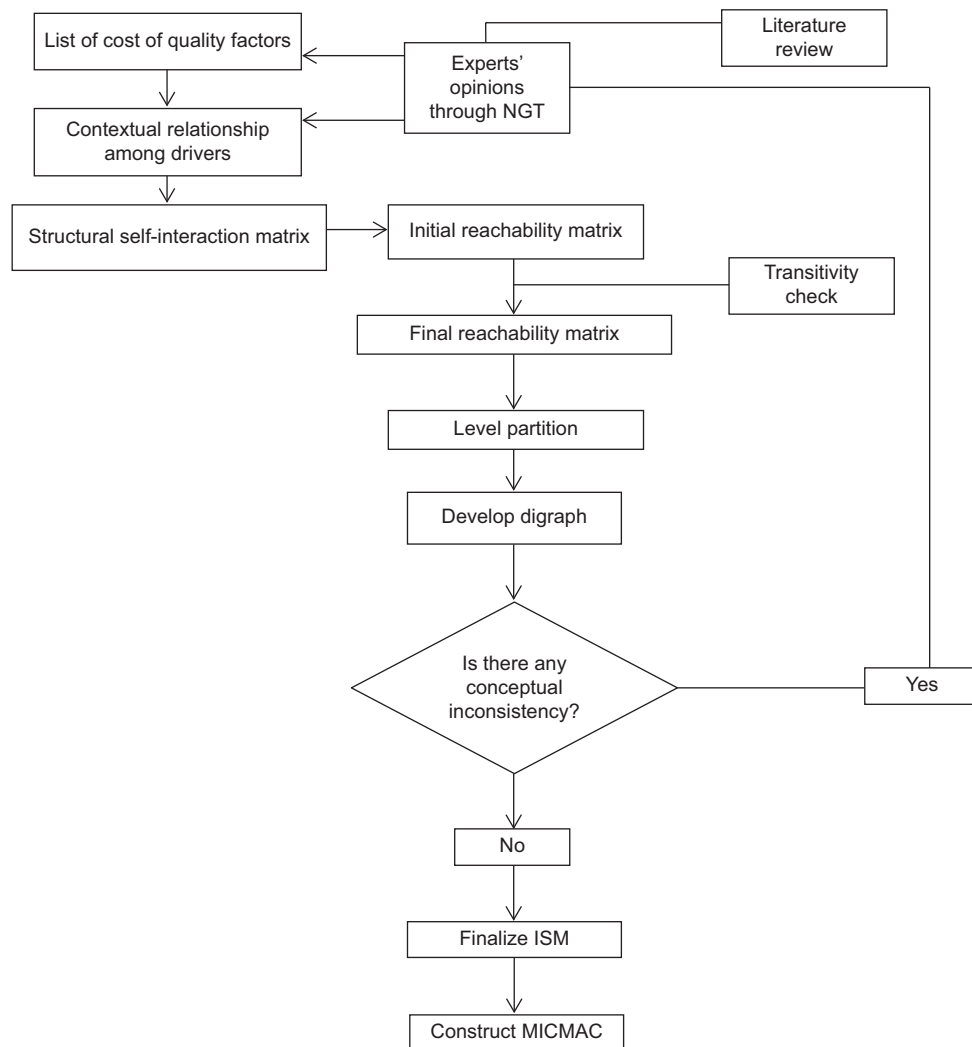 List of cost of quality factors
Literature
review
Experts'
opinions
through NGT
Contextual relationship
among drivers
Structural self-interaction matrix
Initial reachability matrix
Transitivity
check
Final reachability matrix
Level partition
Develop digraph
Is there any
conceptual
inconsistency?
Yes
No
Finalize ISM
Construct MICMAC